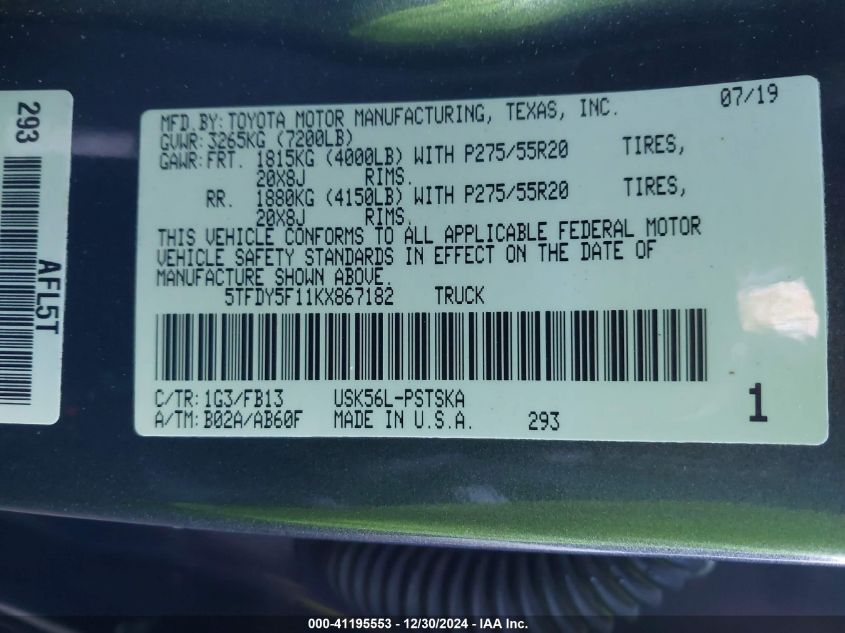 293
AFL5T
MFD.BY:TOYOTA MOTOR MANUFACTURING, TEXAS, INC. 07/19
GVWR:3265KG (7200LB)
GAWR:FRT. 1815KG (4000LB) WITH P275/55R20 TIRES,
20X8J RIMS.
RR. 1880KG (4150LB) WITH P275/55R20 TIRES,
20X8J RIMS.
THIS VEHICLE CONFORMS TO ALL APPLICABLE FEDERAL MOTOR
VEHICLE SAFETY STANDARDS IN EFFECT ON THE DATE OF
MANUFACTURE SHOWN ABOVE.
5TFDY5F11KX867182 TRUCK
C/TR:1G3/FB13 USK56L-PSTSKA
A/TM:B02A/AB60F MADE IN U.S.A. 293
1
000-41195553 - 12/30/2024 - IAA Inc.